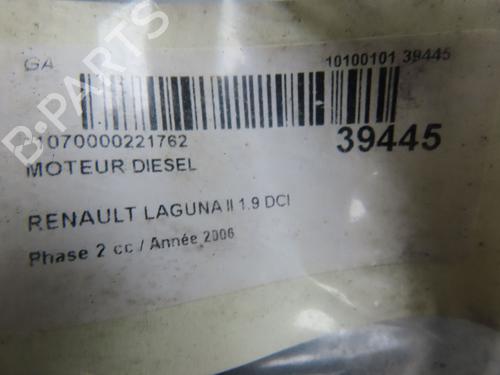 GA
10100101 39445
1070000221762
39445
MOTEUR DIESEL
RENAULT LAGUNA II 1.9 DCI
Phase 2 cc / Année 2006
B-PARTS